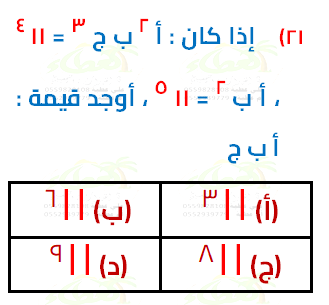 ٢١) إذا كان : أ ٢ ب ج ٣ = ١١ ٤
، أ ب ٢ = ١١ ٥ ، أوجد قيمة :
أ ب ج
(أ) ١١ ٣ (ب) ١١ ٦
(ج) ١١ ٨ (د) ١١ ٩